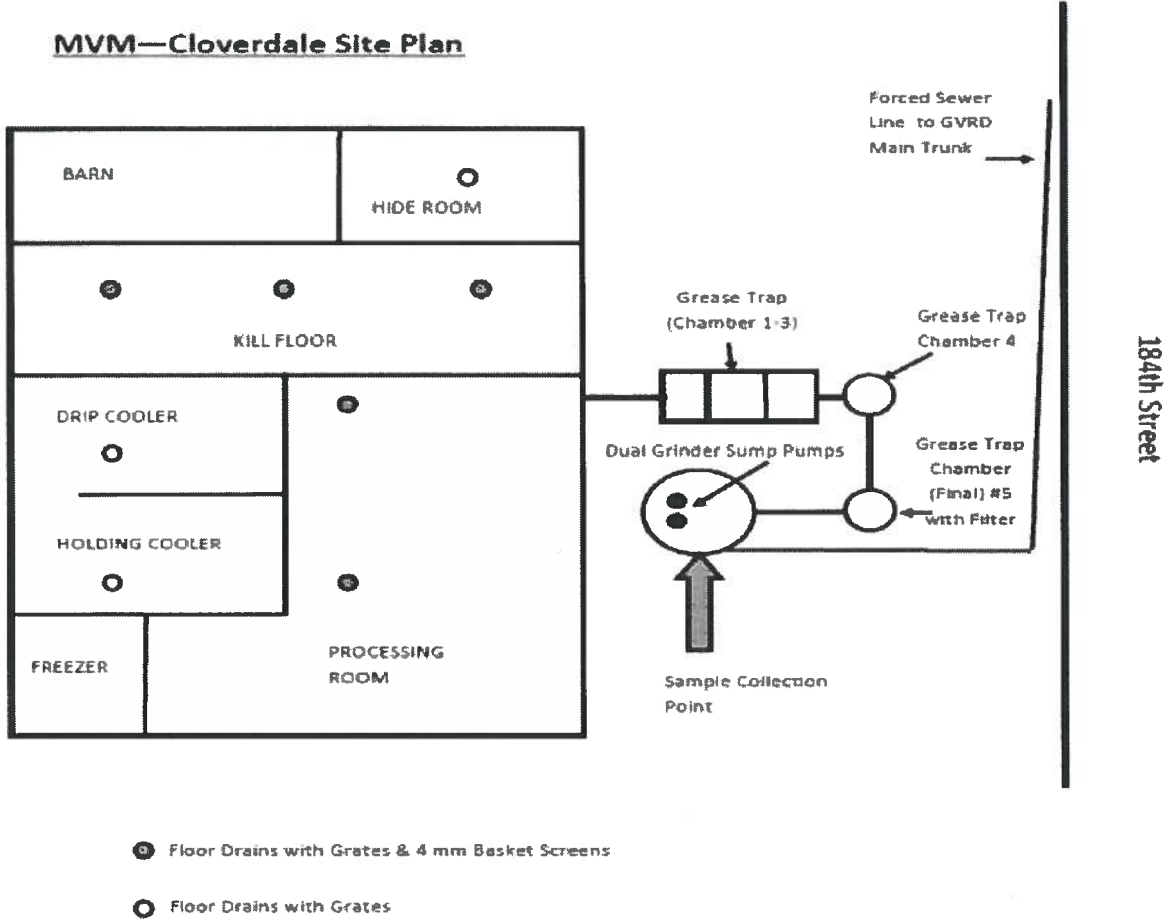 MVM—Cloverdale Site Plan
Forced Sewer
Line to GVRD
Main Trunk
BARN
HIDE ROOM
KILL FLOOR
Grease Trap
(Chamber 1-3)
Grease Trap
Chamber 4
184th Street
DRIP COOLER
Dual Grinder Sump Pumps
Grease Trap
Chamber
(Final) #5
with Filter
HOLDING COOLER
FREEZER
PROCESSING
ROOM
Sample Collection
Point
Floor Drains with Grates & 4 mm Basket Screens
Floor Drains with Grates